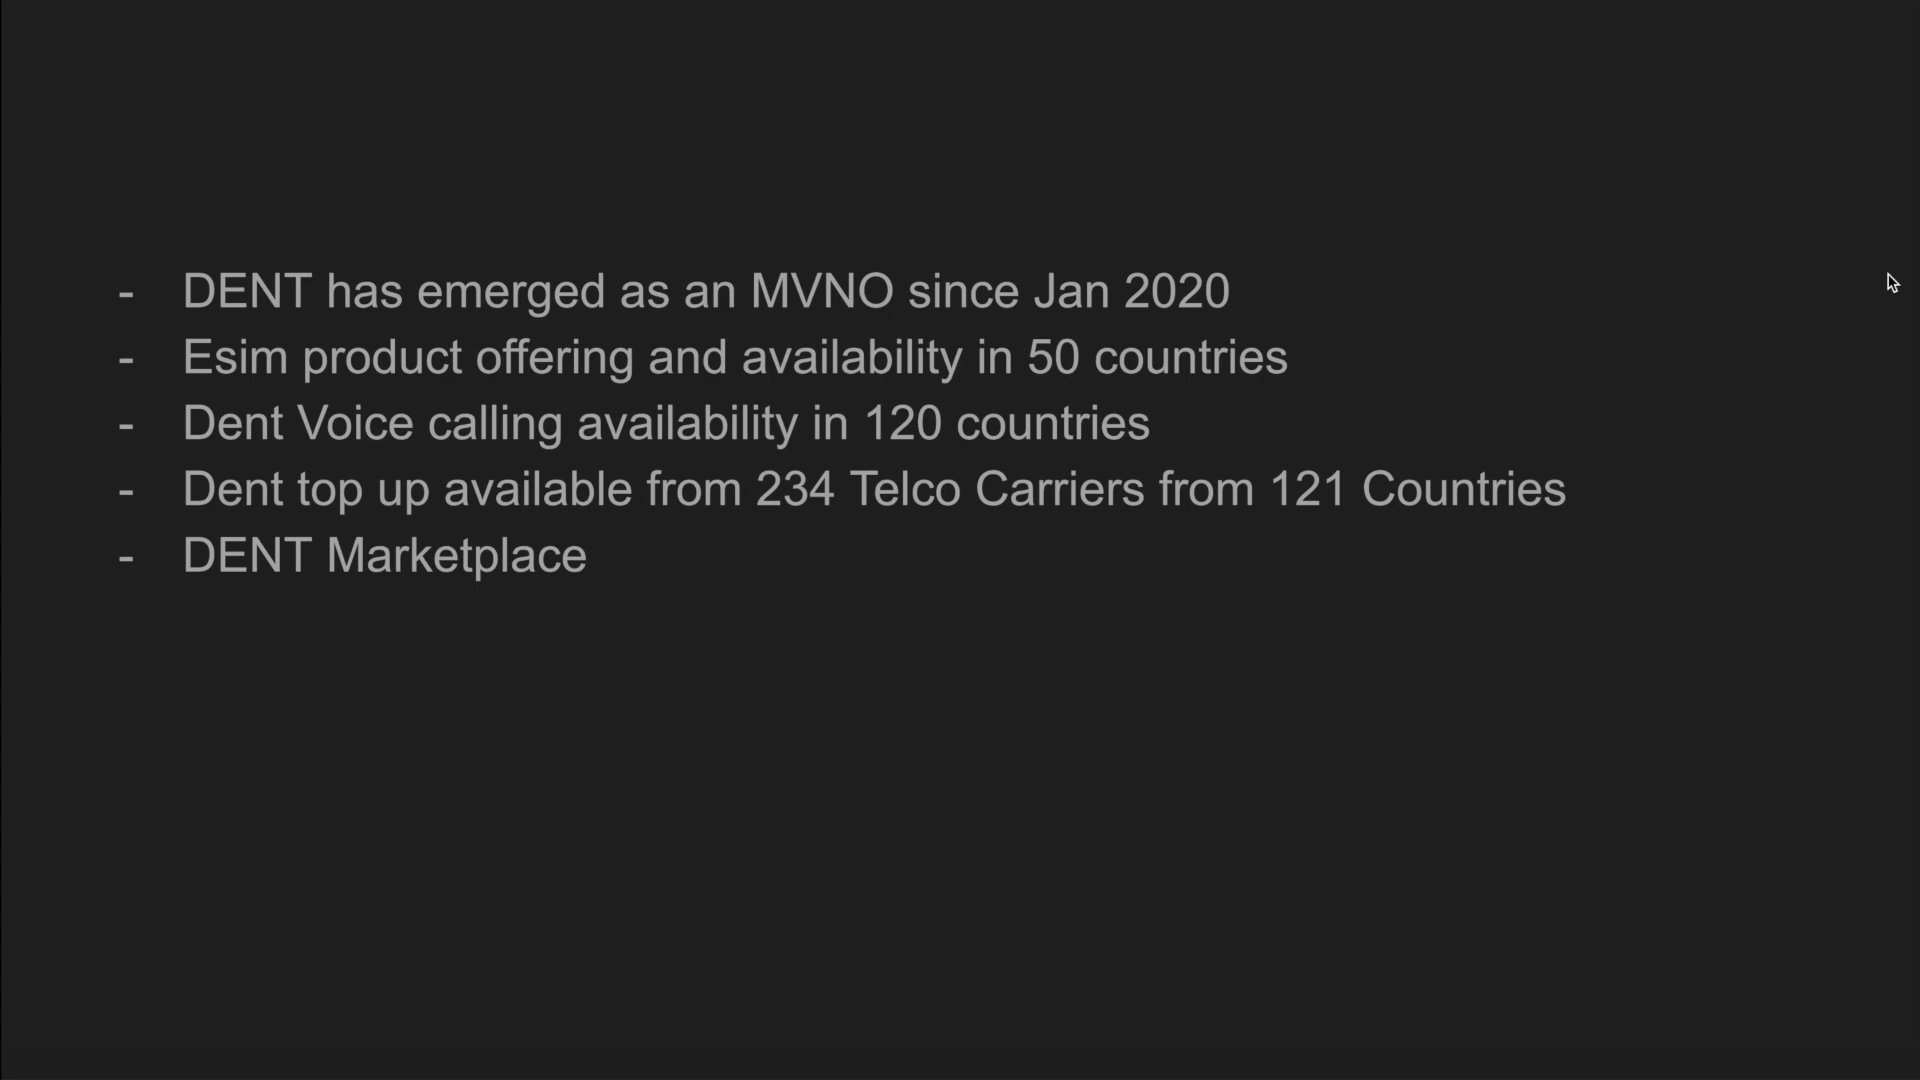 - DENT has emerged as an MVNO since Jan 2020
- Esim product offering and availability in 50 countries
- Dent Voice calling availability in 120 countries
- Dent top up available from 234 Telco Carriers from 121 Countries
- DENT Marketplace